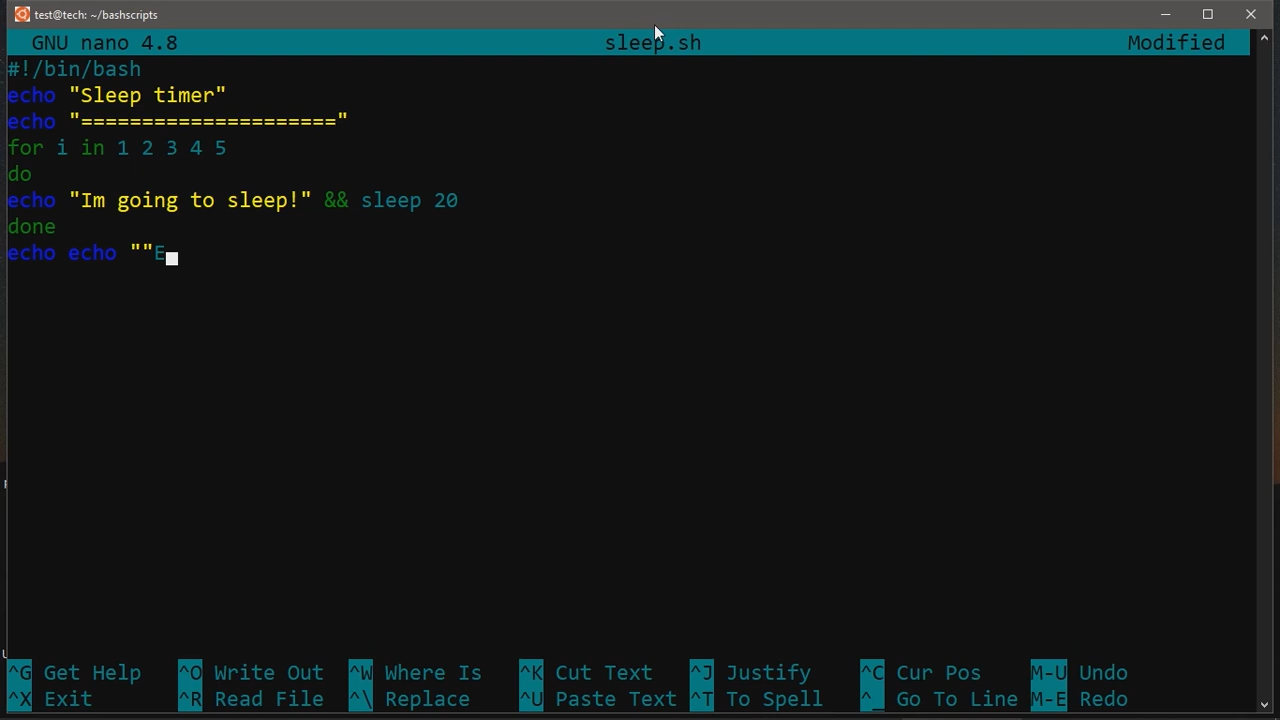 test@tech: ~/bashscripts
GNU nano 4.8 sleep.sh Modified
#!/bin/bash
echo "Sleep timer"
echo "====================="
for i in 1 2 3 4 5
do
echo "Im going to sleep!" && sleep 20
done
echo echo ""E
^G Get Help ^O Write Out ^W Where Is ^K Cut Text ^J Justify ^C Cur Pos M-U Undo
^X Exit ^R Read File ^\ Replace ^U Paste Text ^T To Spell ^_ Go To Line M-E Redo